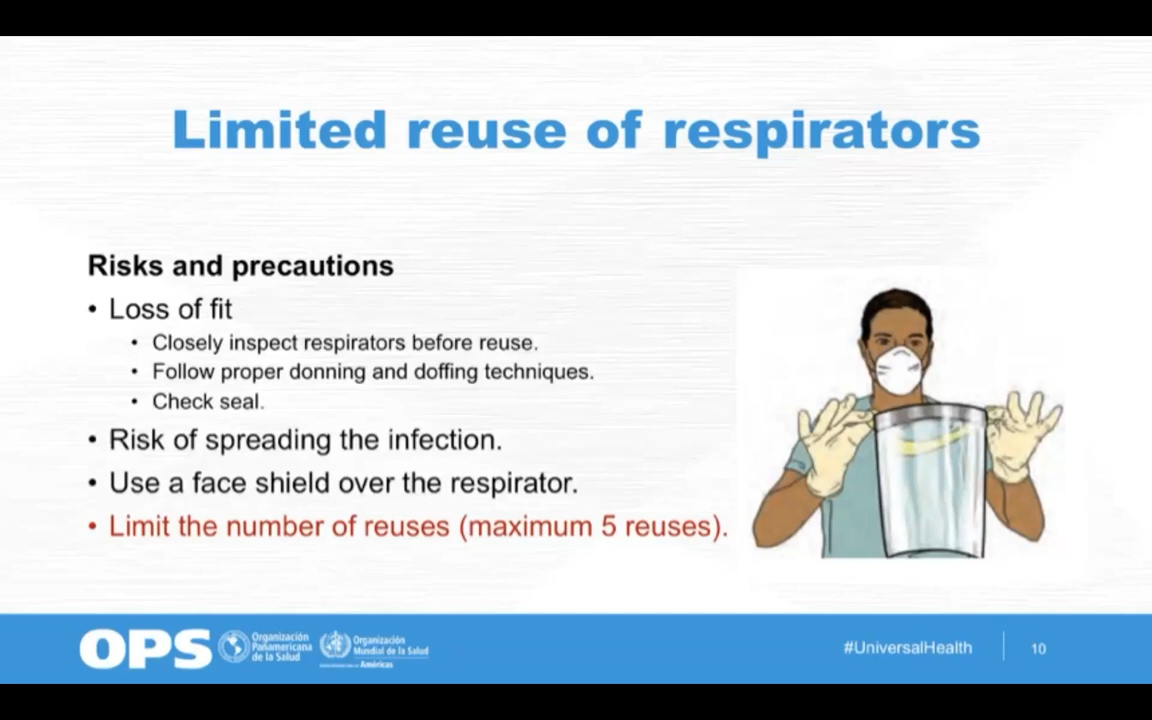 Limited reuse of respirators
Risks and precautions
• Loss of fit
• Closely inspect respirators before reuse.
• Follow proper donning and doffing techniques.
• Check seal.
• Risk of spreading the infection.
• Use a face shield over the respirator.
• Limit the number of reuses (maximum 5 reuses).
OPS
Organización
Panamericana
de la Salud
Organización
Mundial de la Salud
Américas
#UniversalHealth
10